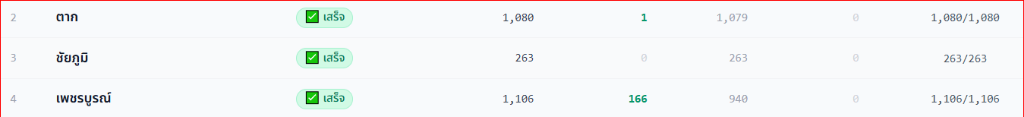 2 ตาก ✅ เสร็จ 1,080 1 1,079 0 1,080/1,080
3 ชัยภูมิ ✅ เสร็จ 263 0 263 0 263/263
4 เพชรบูรณ์ ✅ เสร็จ 1,106 166 940 0 1,106/1,106